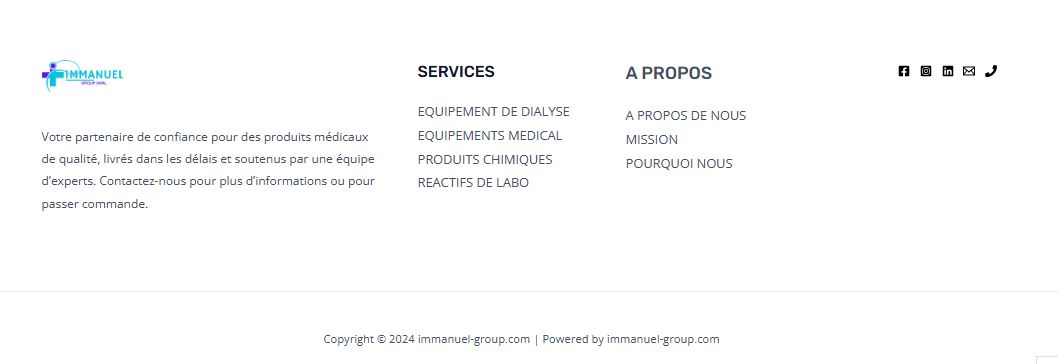 IMMANUEL
GROUP SARL
Votre partenaire de confiance pour des produits médicaux
de qualité, livrés dans les délais et soutenus par une équipe
d’experts. Contactez-nous pour plus d’informations ou pour
passer commande.
SERVICES
EQUIPEMENT DE DIALYSE
EQUIPEMENTS MEDICAL
PRODUITS CHIMIQUES
REACTIFS DE LABO
A PROPOS
A PROPOS DE NOUS
MISSION
POURQUOI NOUS
Copyright © 2024 immanuel-group.com | Powered by immanuel-group.com